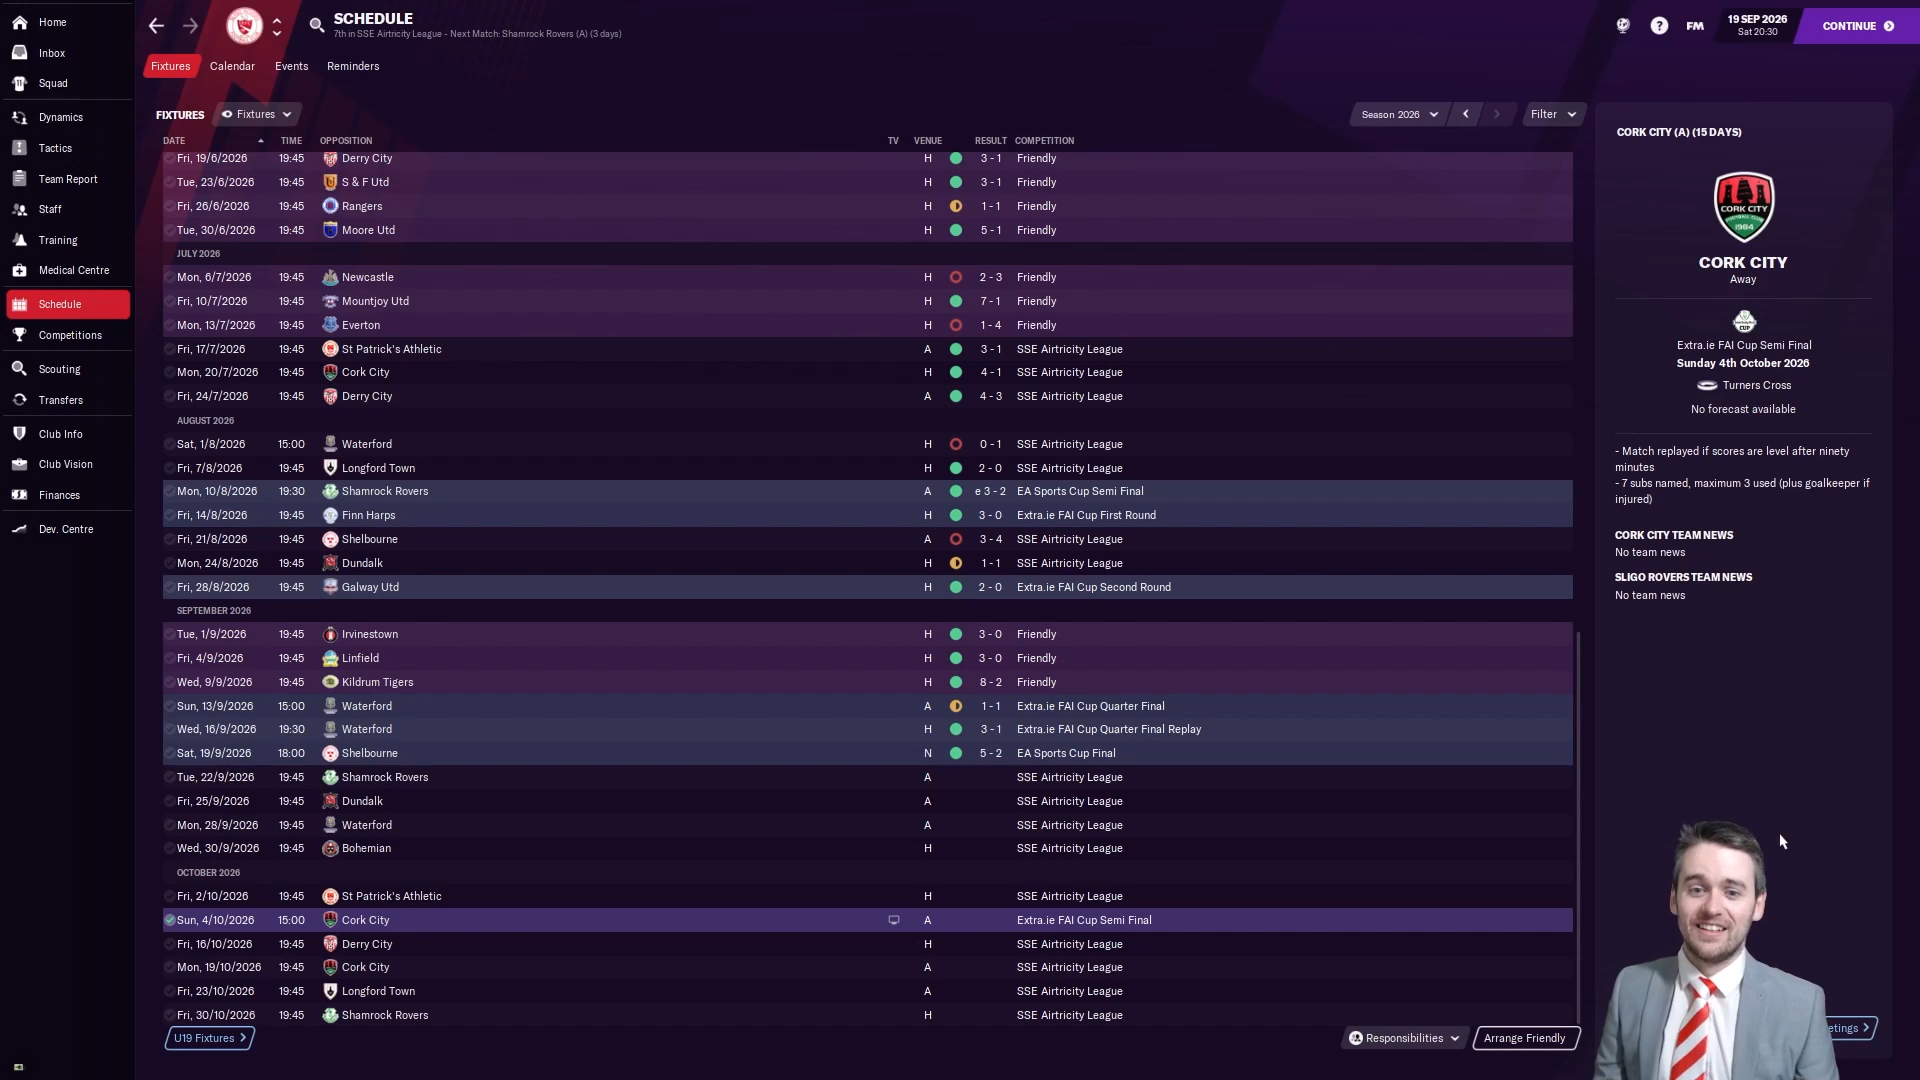 Home
Inbox
Squad
Dynamics
Tactics
Team Report
Staff
Training
Medical Centre
Schedule
Competitions
Scouting
Transfers
Club Info
Club Vision
Finances
Dev. Centre
SCHEDULE
7th in SSE Airtricity League - Next Match: Shamrock Rovers (A) (3 days)
FM
19 SEP 2026
Sat 20:30
CONTINUE
Fixtures Calendar Events Reminders
FIXTURES Fixtures Season 2026 Filter
DATE TIME OPPOSITION TV VENUE RESULT COMPETITION
Fri, 19/6/2026 19:45 Derry City H 3 - 1 Friendly
Tue, 23/6/2026 19:45 S & F Utd H 3 - 1 Friendly
Fri, 26/6/2026 19:45 Rangers H 1 - 1 Friendly
Tue, 30/6/2026 19:45 Moore Utd H 5 - 1 Friendly
JULY 2026
Mon, 6/7/2026 19:45 Newcastle H 2 - 3 Friendly
Fri, 10/7/2026 19:45 Mountjoy Utd H 7 - 1 Friendly
Mon, 13/7/2026 19:45 Everton H 1 - 4 Friendly
Fri, 17/7/2026 19:45 St Patrick's Athletic A 3 - 1 SSE Airtricity League
Mon, 20/7/2026 19:45 Cork City H 4 - 1 SSE Airtricity League
Fri, 24/7/2026 19:45 Derry City A 4 - 3 SSE Airtricity League
AUGUST 2026
Sat, 1/8/2026 15:00 Waterford H 0 - 1 SSE Airtricity League
Fri, 7/8/2026 19:45 Longford Town H 2 - 0 SSE Airtricity League
Mon, 10/8/2026 19:30 Shamrock Rovers A e 3 - 2 EA Sports Cup Semi Final
Fri, 14/8/2026 19:45 Finn Harps H 3 - 0 Extra.ie FAI Cup First Round
Fri, 21/8/2026 19:45 Shelbourne A 3 - 4 SSE Airtricity League
Mon, 24/8/2026 19:45 Dundalk H 1 - 1 SSE Airtricity League
Fri, 28/8/2026 19:45 Galway Utd H 2 - 0 Extra.ie FAI Cup Second Round
SEPTEMBER 2026
Tue, 1/9/2026 19:45 Irvinestown H 3 - 0 Friendly
Fri, 4/9/2026 19:45 Linfield H 3 - 0 Friendly
Wed, 9/9/2026 19:45 Kildrum Tigers H 8 - 2 Friendly
Sun, 13/9/2026 15:00 Waterford A 1 - 1 Extra.ie FAI Cup Quarter Final
Wed, 16/9/2026 19:30 Waterford H 3 - 1 Extra.ie FAI Cup Quarter Final Replay
Sat, 19/9/2026 18:00 Shelbourne N 5 - 2 EA Sports Cup Final
Tue, 22/9/2026 19:45 Shamrock Rovers A SSE Airtricity League
Fri, 25/9/2026 19:45 Dundalk A SSE Airtricity League
Mon, 28/9/2026 19:45 Waterford A SSE Airtricity League
Wed, 30/9/2026 19:45 Bohemian H SSE Airtricity League
OCTOBER 2026
Fri, 2/10/2026 19:45 St Patrick's Athletic H SSE Airtricity League
Sun, 4/10/2026 15:00 Cork City A Extra.ie FAI Cup Semi Final
Fri, 16/10/2026 19:45 Derry City H SSE Airtricity League
Mon, 19/10/2026 19:45 Cork City A SSE Airtricity League
Fri, 23/10/2026 19:45 Longford Town A SSE Airtricity League
Fri, 30/10/2026 19:45 Shamrock Rovers H SSE Airtricity League
U19 Fixtures Responsibilities Arrange Friendly
CORK CITY (A) (15 DAYS)
CORK CITY
FOOTBALL CLUB
1984
CORK CITY
Away
CUP
Extra.ie FAI Cup Semi Final
Sunday 4th October 2026
Turners Cross
No forecast available
- Match replayed if scores are level after ninety
minutes
- 7 subs named, maximum 3 used (plus goalkeeper if
injured)
CORK CITY TEAM NEWS
No team news
SLIGO ROVERS TEAM NEWS
No team news
etings